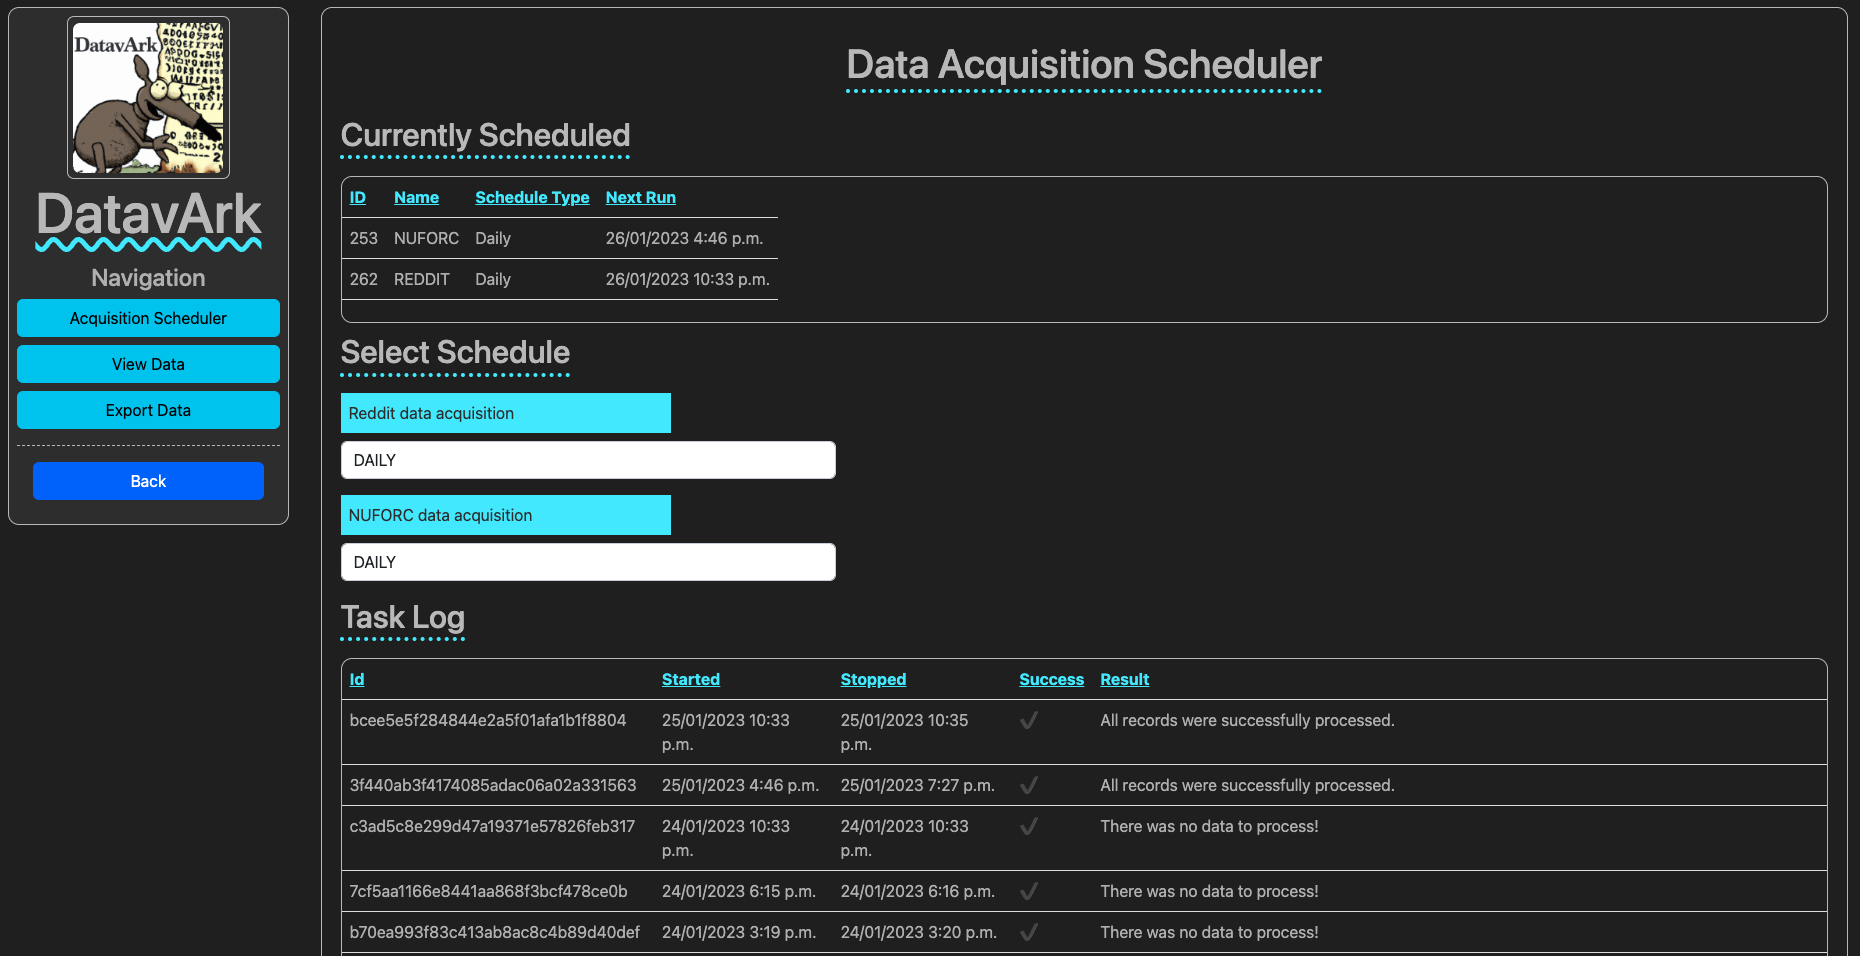 DatavArk
DatavArk
Navigation
Acquisition Scheduler
View Data
Export Data
Back
Data Acquisition Scheduler
Currently Scheduled
ID Name Schedule Type Next Run
253 NUFORC Daily 26/01/2023 4:46 p.m.
262 REDDIT Daily 26/01/2023 10:33 p.m.
Select Schedule
Reddit data acquisition
DAILY
NUFORC data acquisition
DAILY
Task Log
Id Started Stopped Success Result
bcee5e5f284844e2a5f01afa1b1f8804 25/01/2023 10:33 p.m. 25/01/2023 10:35 p.m. ✓ All records were successfully processed.
3f440ab3f4174085adac06a02a331563 25/01/2023 4:46 p.m. 25/01/2023 7:27 p.m. ✓ All records were successfully processed.
c3ad5c8e299d47a19371e57826feb317 24/01/2023 10:33 p.m. 24/01/2023 10:33 p.m. ✓ There was no data to process!
7cf5aa1166e8441aa868f3bcf478ce0b 24/01/2023 6:15 p.m. 24/01/2023 6:16 p.m. ✓ There was no data to process!
b70ea993f83c413ab8ac8c4b89d40def 24/01/2023 3:19 p.m. 24/01/2023 3:20 p.m. ✓ There was no data to process!